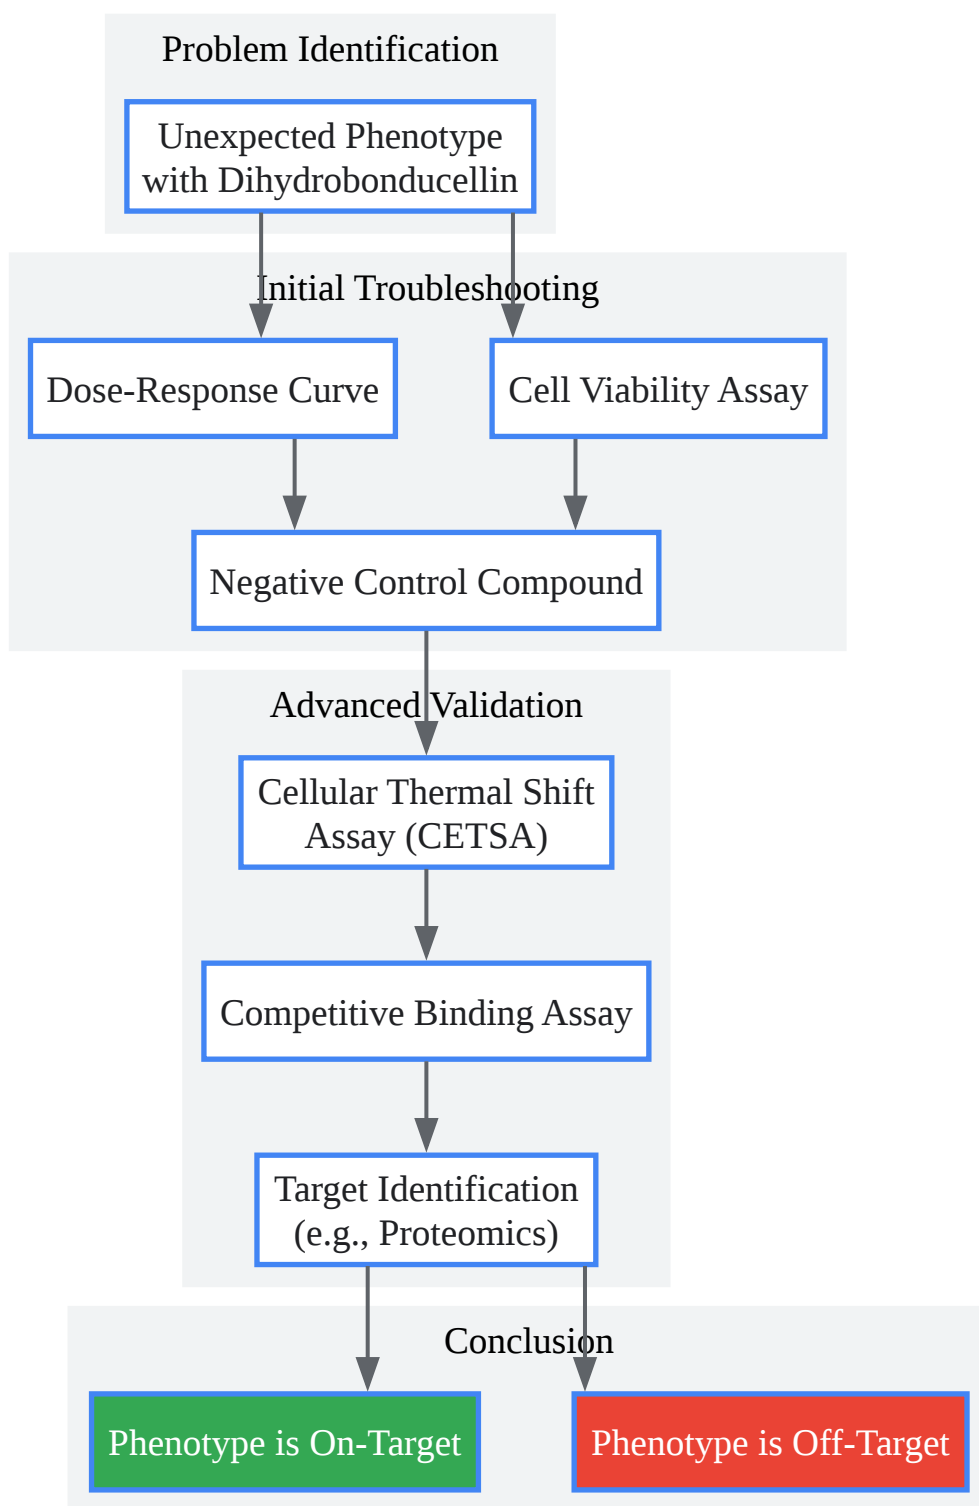 Problem Identification
Unexpected Phenotype
with Dihydrobonducellin
Initial Troubleshooting
Dose-Response Curve
Cell Viability Assay
Negative Control Compound
Advanced Validation
Cellular Thermal Shift
Assay (CETSA)
Competitive Binding Assay
Target Identification
(e.g., Proteomics)
Conclusion
Phenotype is On-Target
Phenotype is Off-Target